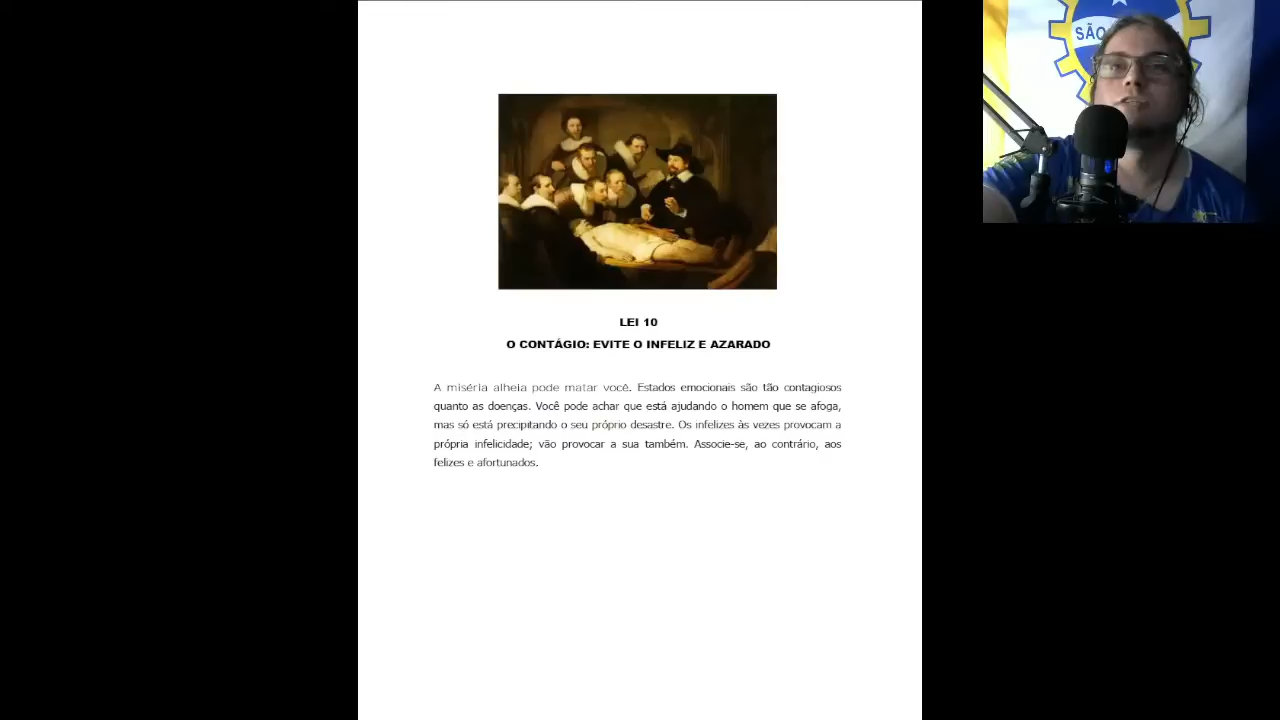 SÃO
LEI 10
O CONTÁGIO: EVITE O INFELIZ E AZARADO
A miséria alheia pode matar você. Estados emocionais são tão contagiosos
quanto as doenças. Você pode achar que está ajudando o homem que se afoga,
mas só está precipitando o seu próprio desastre. Os infelizes às vezes provocam a
própria infelicidade; vão provocar a sua também. Associe-se, ao contrário, aos
felizes e afortunados.